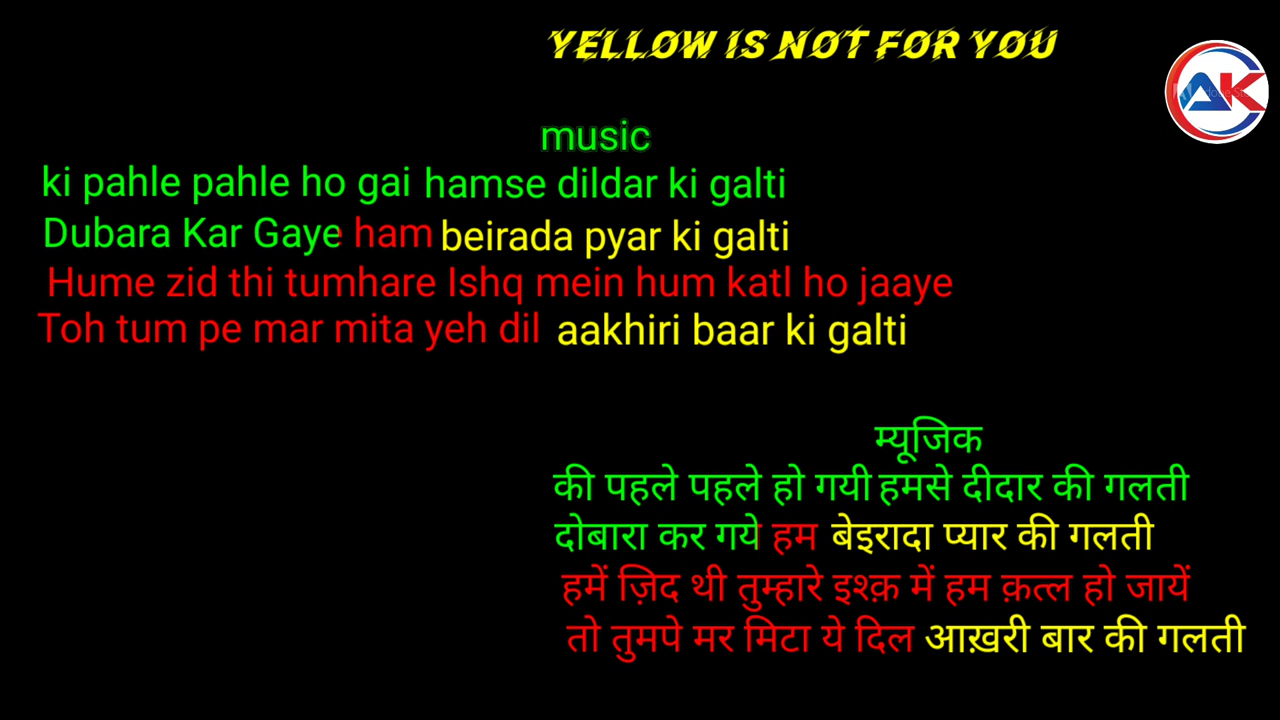 YELLOW IS NOT FOR YOU
AK
music
ki pahle pahle ho gai hamse dildar ki galti
Dubara Kar Gaye ham beirada pyar ki galti
Hume zid thi tumhare Ishq mein hum katl ho jaaye
Toh tum pe mar mita yeh dil aakhiri baar ki galti
म्यूजिक
की पहले पहले हो गयी हमसे दीदार की गलती
दोबारा कर गये हम बेइरादा प्यार की गलती
हमें ज़िद थी तुम्हारे इश्क़ में हम क़त्ल हो जायें
तो तुमपे मर मिटा ये दिल आख़री बार की गलती